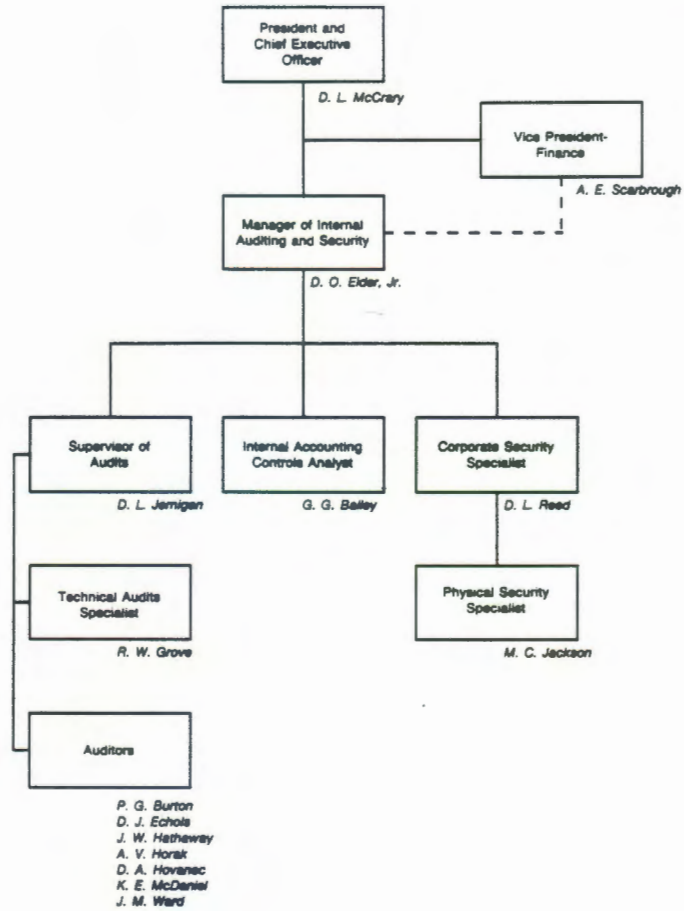 President and
Chief Executive
Officer
D. L. McCrary
Vice President-
Finance
A. E. Scarbrough
Manager of Internal
Auditing and Security
D. O. Elder, Jr.
Supervisor of
Audits
D. L. Jernigan
Internal Accounting
Controls Analyst
G. G. Bailey
Corporate Security
Specialist
D. L. Reed
Technical Audits
Specialist
R. W. Grove
Physical Security
Specialist
M. C. Jackson
Auditors
P. G. Burton
D. J. Echols
J. W. Hathaway
A. V. Horak
D. A. Hovanec
K. E. McDaniel
J. M. Ward